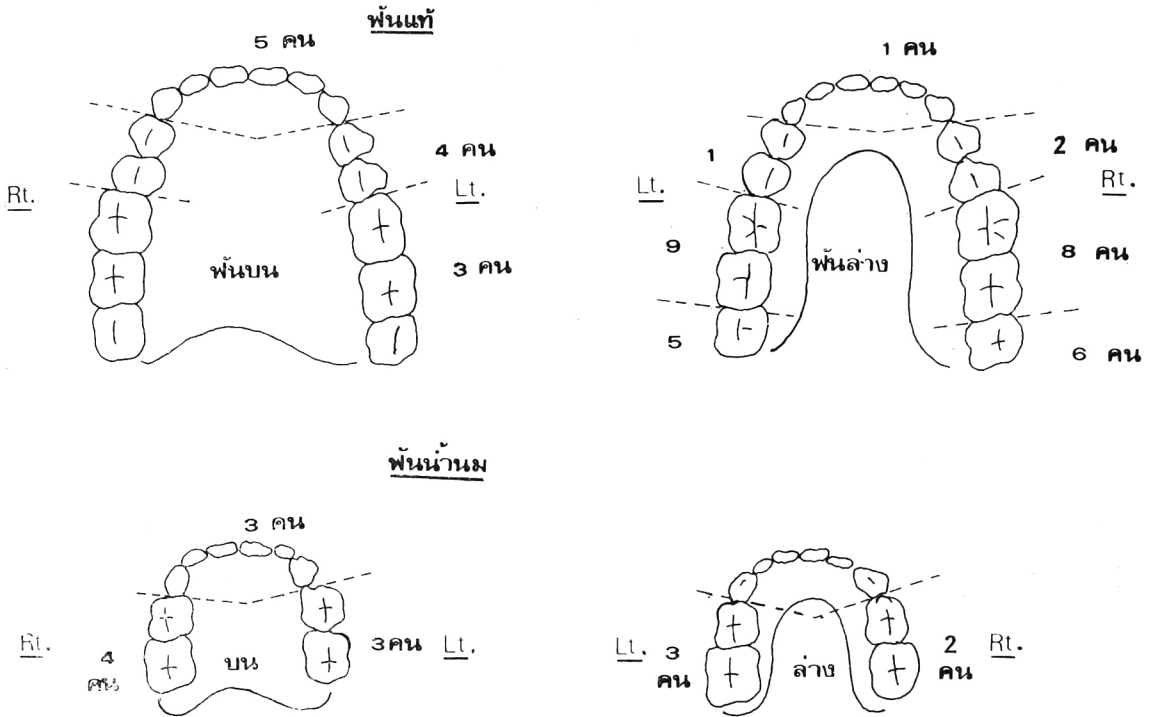 ฟันแท้
5 คน
1 คน
4 คน
1
2 คน
Rt.
Lt.
Lt.
Rt.
ฟันบน
3 คน
9
ฟันล่าง
8 คน
5
6 คน
ฟันน้ำนม
3 คน
Rt.
4
คน
บน
3คน
Lt.
Lt.
3
คน
ล่าง
2
คน
Rt.